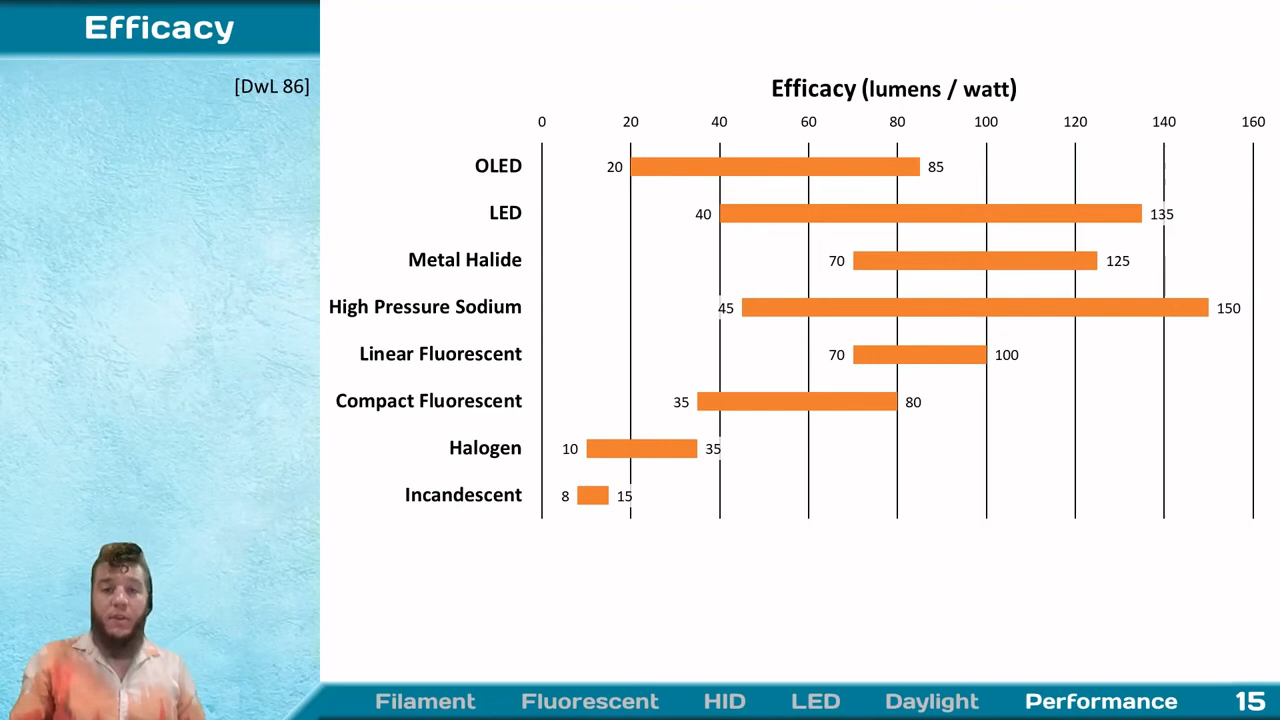 Efficacy
[DwL 86]
Efficacy (lumens / watt)
0 20 40 60 80 100 120 140 160
OLED 20 85
LED 40 135
Metal Halide 70 125
High Pressure Sodium 45 150
Linear Fluorescent 70 100
Compact Fluorescent 35 80
Halogen 10 35
Incandescent 8 15
Filament Fluorescent HID LED Daylight Performance 15